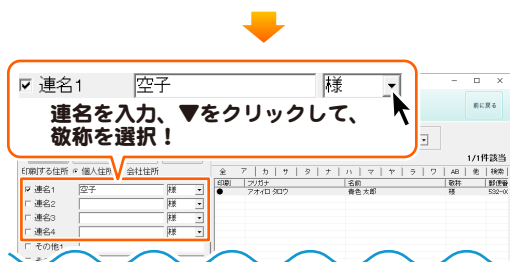 連名1 空子 様
連名を入力、▼をクリックして、
敬称を選択！
前に戻る
1/1件該当
印刷する住所 個人住所 会社住所
全 ア カ サ タ ナ ハ マ ヤ ラ ワ AB 他 検索
印刷 フリガナ 名前 敬称 郵便番
● アオイロ タロウ 青色 太郎 様 532-00
連名1 空子 様
連名2 様
連名3 様
連名4 様
その他1